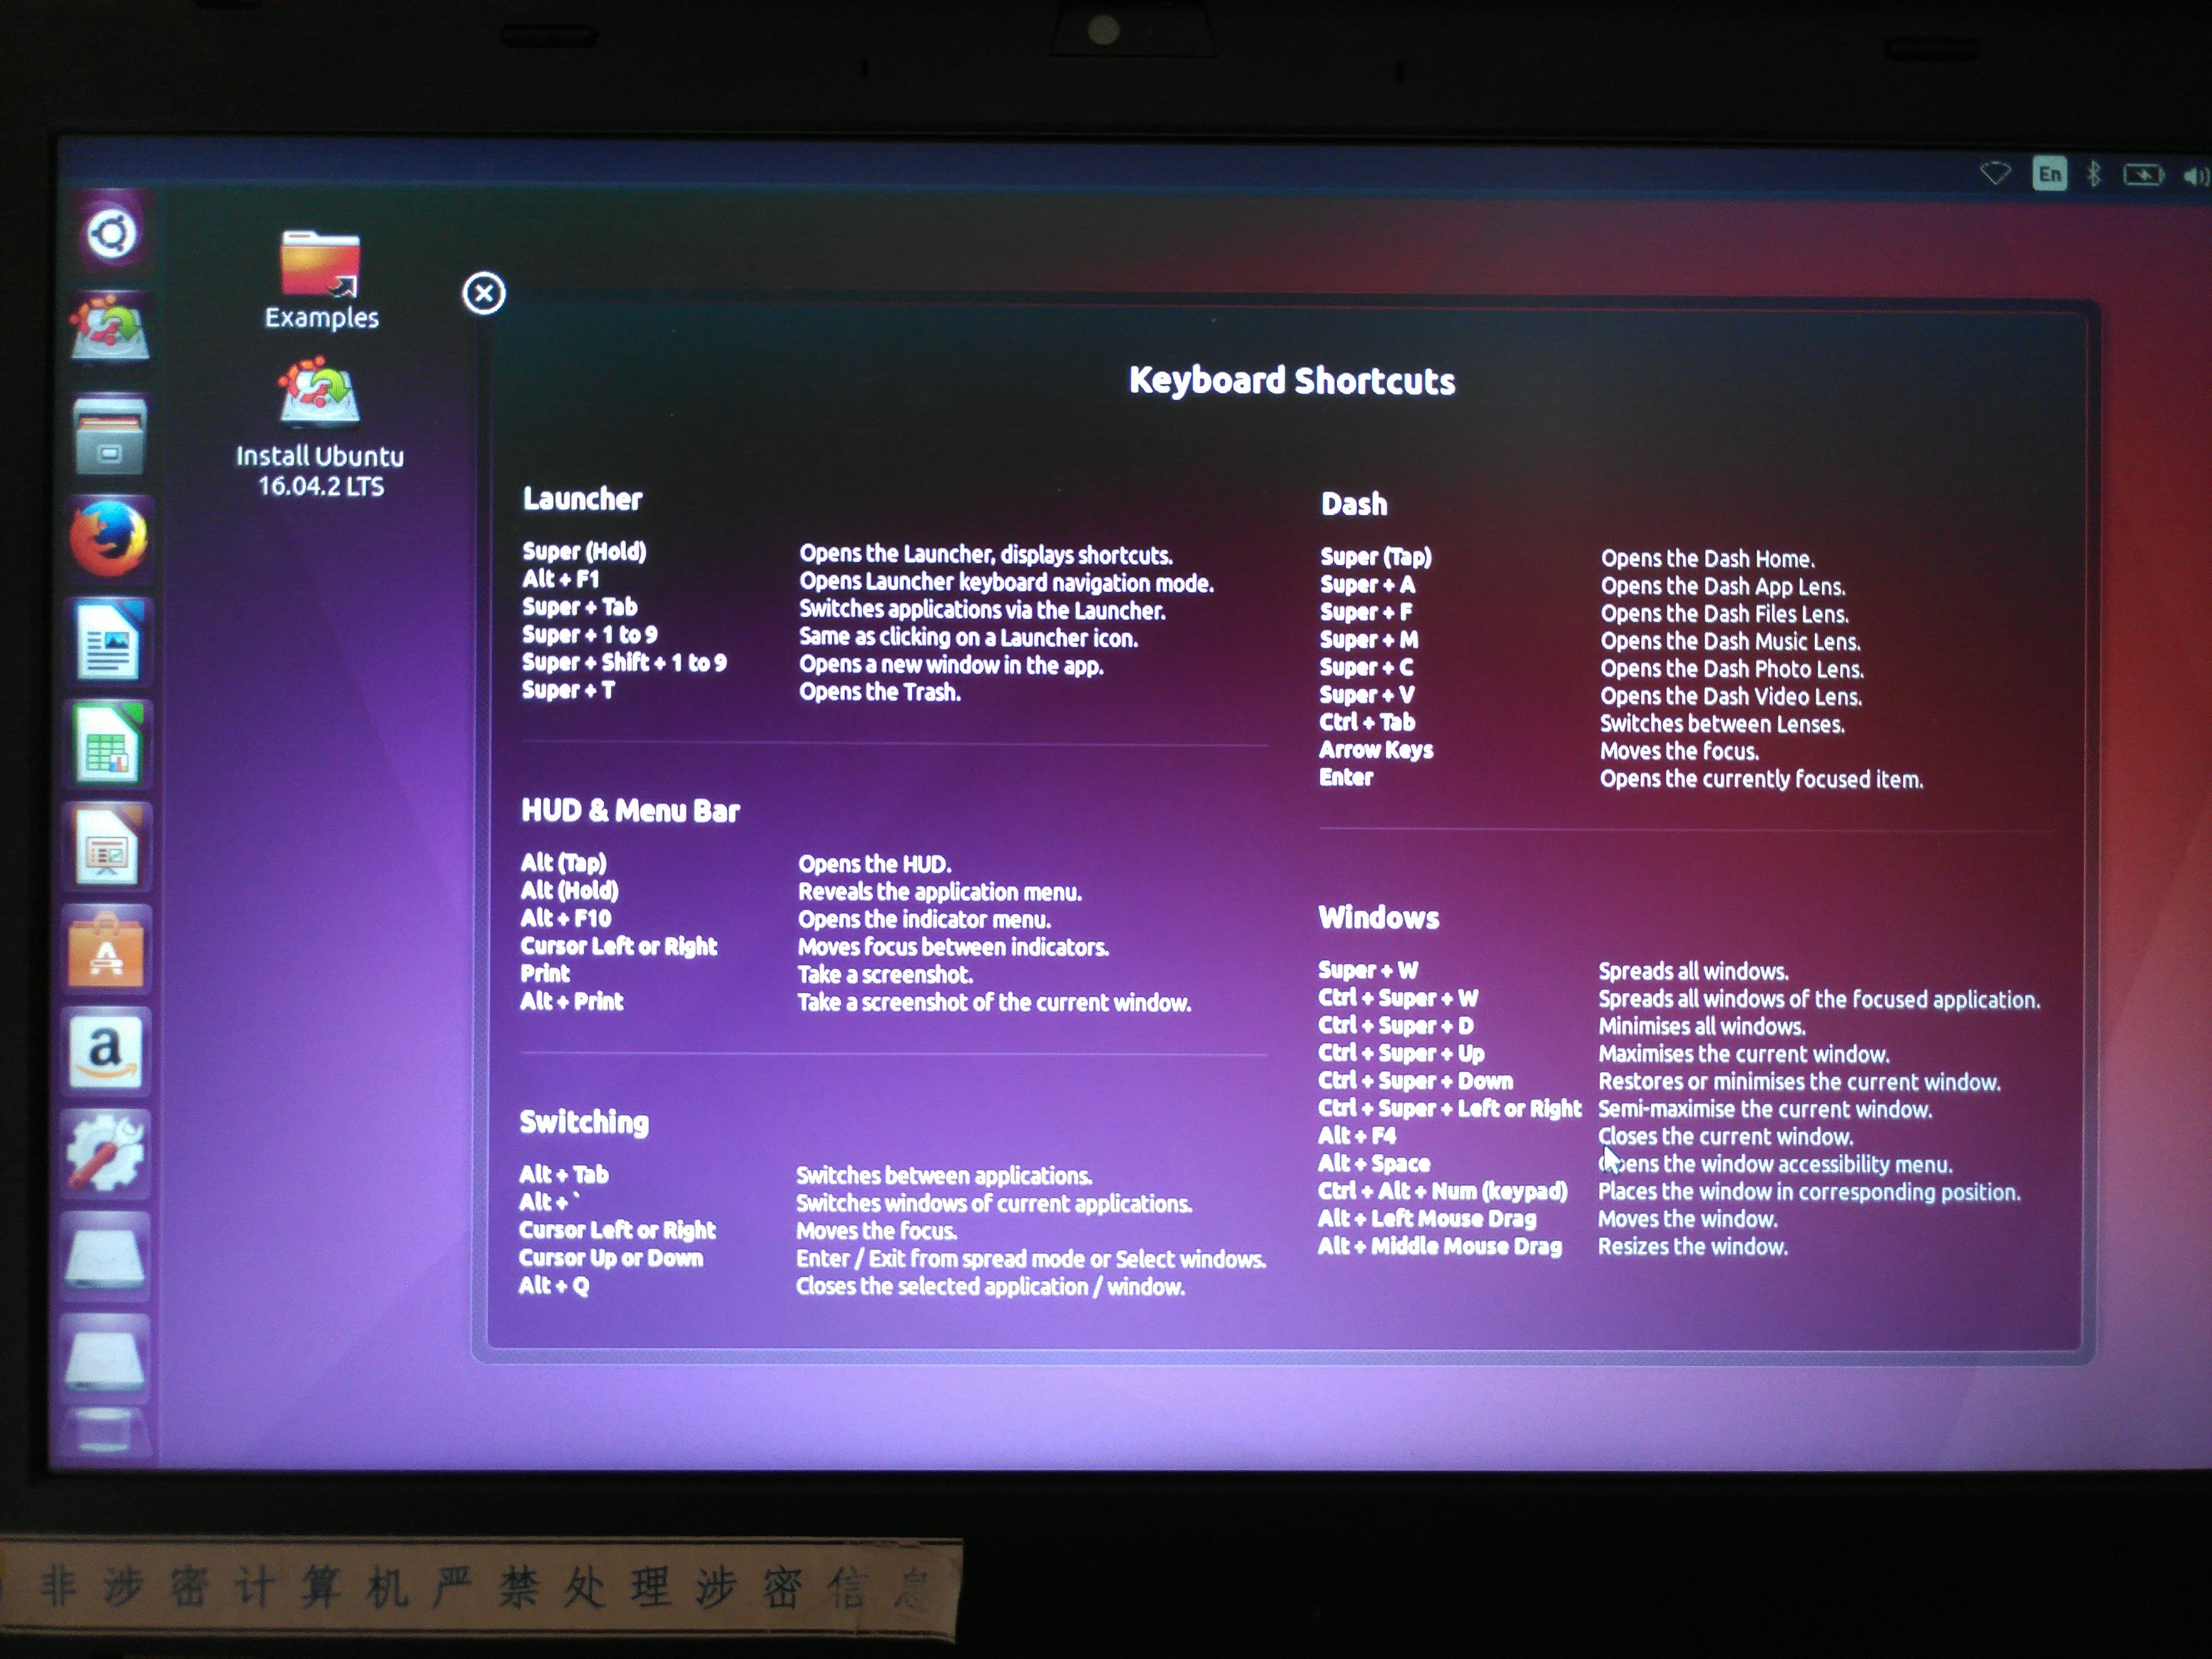 En
Examples
Install Ubuntu
16.04.2 LTS
Keyboard Shortcuts
Launcher
Super (Hold) Opens the Launcher, displays shortcuts.
Alt + F1 Opens Launcher keyboard navigation mode.
Super + Tab Switches applications via the Launcher.
Super + 1 to 9 Same as clicking on a Launcher icon.
Super + Shift + 1 to 9 Opens a new window in the app.
Super + T Opens the Trash.
HUD & Menu Bar
Alt (Tap) Opens the HUD.
Alt (Hold) Reveals the application menu.
Alt + F10 Opens the indicator menu.
Cursor Left or Right Moves focus between indicators.
Print Take a screenshot.
Alt + Print Take a screenshot of the current window.
Switching
Alt + Tab Switches between applications.
Alt + ` Switches windows of current applications.
Cursor Left or Right Moves the focus.
Cursor Up or Down Enter / Exit from spread mode or Select windows.
Alt + Q Closes the selected application / window.
Dash
Super (Tap) Opens the Dash Home.
Super + A Opens the Dash App Lens.
Super + F Opens the Dash Files Lens.
Super + M Opens the Dash Music Lens.
Super + C Opens the Dash Photo Lens.
Super + V Opens the Dash Video Lens.
Ctrl + Tab Switches between Lenses.
Arrow Keys Moves the focus.
Enter Opens the currently focused item.
Windows
Super + W Spreads all windows.
Ctrl + Super + W Spreads all windows of the focused application.
Ctrl + Super + D Minimises all windows.
Ctrl + Super + Up Maximises the current window.
Ctrl + Super + Down Restores or minimises the current window.
Ctrl + Super + Left or Right Semi-maximise the current window.
Alt + F4 Closes the current window.
Alt + Space Opens the window accessibility menu.
Ctrl + Alt + Num (keypad) Places the window in corresponding position.
Alt + Left Mouse Drag Moves the window.
Alt + Middle Mouse Drag Resizes the window.
a
非涉密计算机严禁处理涉密信息